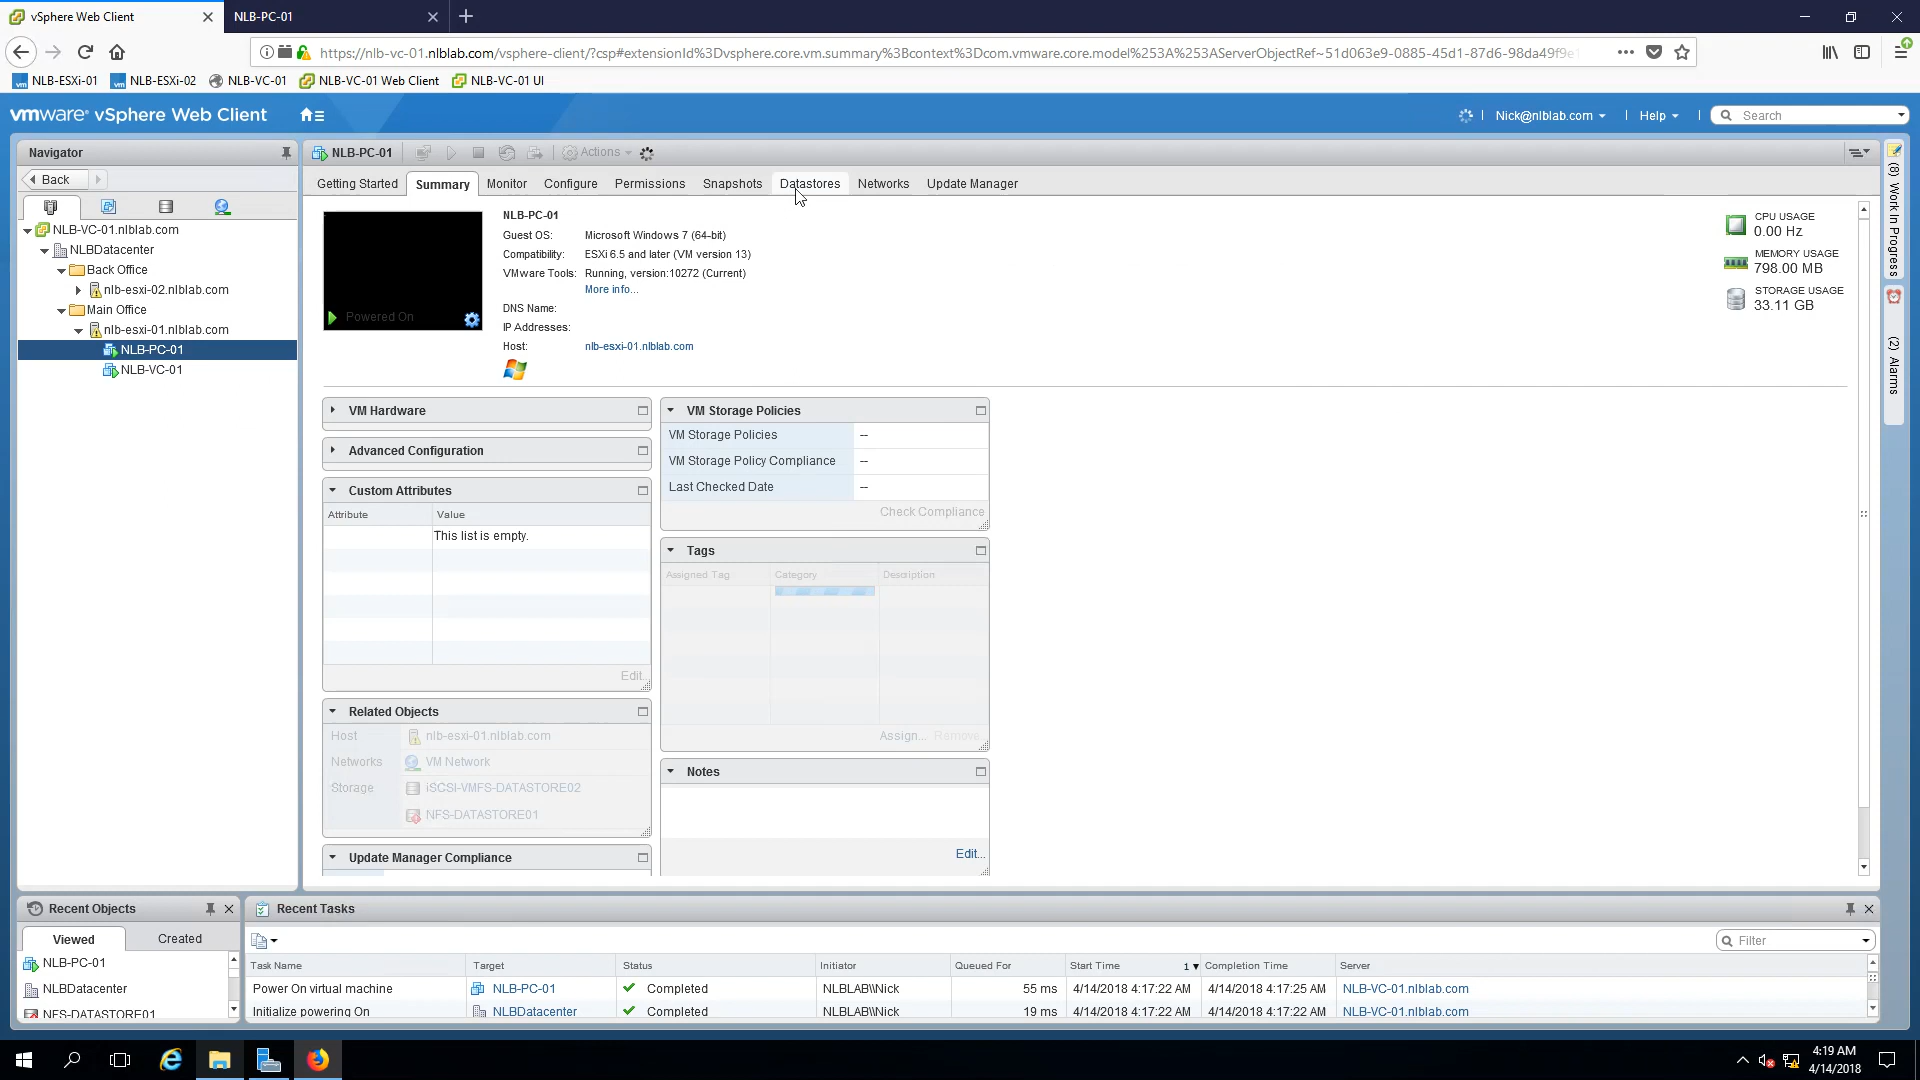 vSphere Web Client
NLB-PC-01
https://nlb-vc-01.nlblab.com/vsphere-client/?csp#extensionId%3Dvsphere.core.vm.summary%3Bcontext%3Dcom.vmware.core.model%253A%253AServerObjectRef~51d063e9-0885-45d1-87d6-98da49f9e1
NLB-ESXi-01
NLB-ESXi-02
NLB-VC-01
NLB-VC-01 Web Client
NLB-VC-01 UI
vmware® vSphere Web Client
Nick@nlblab.com
Help
Search
Navigator
Back
NLB-VC-01.nlblab.com
NLBDatacenter
Back Office
nlb-esxi-02.nlblab.com
Main Office
nlb-esxi-01.nlblab.com
NLB-PC-01
NLB-VC-01
NLB-PC-01
Actions
Getting Started
Summary
Monitor
Configure
Permissions
Snapshots
Datastores
Networks
Update Manager
Powered On
NLB-PC-01
Guest OS: Microsoft Windows 7 (64-bit)
Compatibility: ESXi 6.5 and later (VM version 13)
VMware Tools: Running, version:10272 (Current)
More info...
DNS Name:
IP Addresses:
Host: nlb-esxi-01.nlblab.com
CPU USAGE
0.00 Hz
MEMORY USAGE
798.00 MB
STORAGE USAGE
33.11 GB
VM Hardware
Advanced Configuration
Custom Attributes
Attribute Value
This list is empty.
Edit...
Related Objects
Host nlb-esxi-01.nlblab.com
Networks VM Network
Storage iSCSI-VMFS-DATASTORE02
NFS-DATASTORE01
Update Manager Compliance
VM Storage Policies
VM Storage Policies --
VM Storage Policy Compliance --
Last Checked Date --
Check Compliance
Tags
Assigned Tag Category Description
Assign... Remove...
Notes
Edit...
(8) Work In Progress
(2) Alarms
Recent Objects
Viewed
Created
NLB-PC-01
NLBDatacenter
NFS-DATASTORE01
Recent Tasks
Filter
Task Name Target Status Initiator Queued For Start Time 1 Completion Time Server
Power On virtual machine NLB-PC-01 Completed NLBLAB\\Nick 55 ms 4/14/2018 4:17:22 AM 4/14/2018 4:17:25 AM NLB-VC-01.nlblab.com
Initialize powering On NLBDatacenter Completed NLBLAB\\Nick 19 ms 4/14/2018 4:17:22 AM 4/14/2018 4:17:22 AM NLB-VC-01.nlblab.com
4:19 AM
4/14/2018